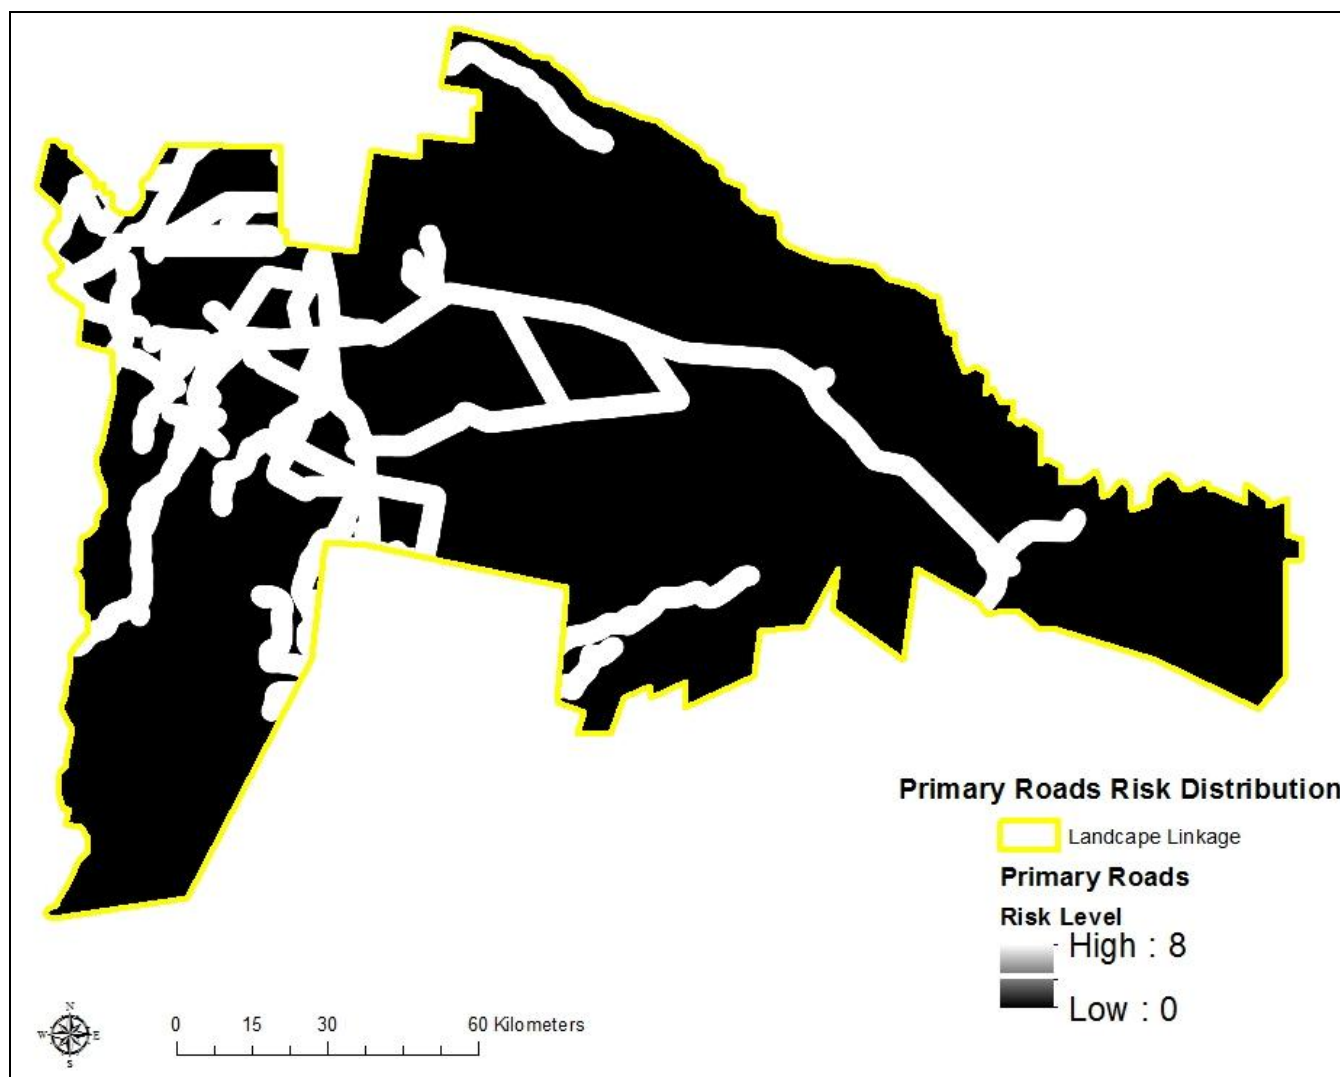 Primary Roads Risk Distribution
Landcape Linkage
Primary Roads
Risk Level
High : 8
Low : 0
N
W E
S
0 15 30 60 Kilometers